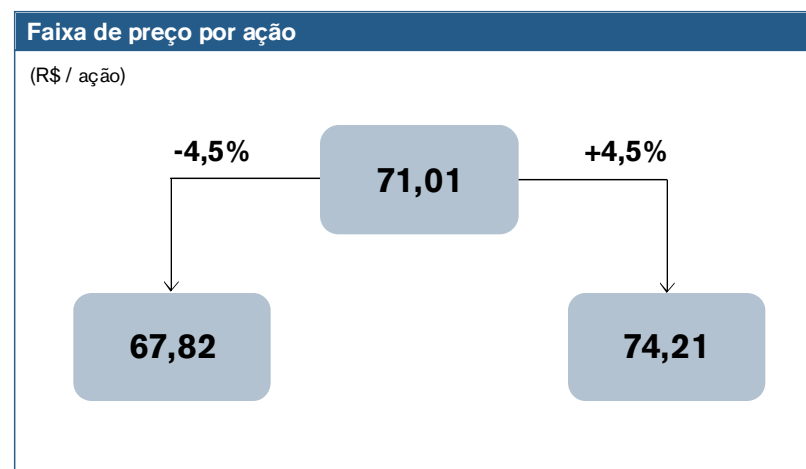 Faixa de preço por ação
(R$ / ação)
-4,5%
71,01
+4,5%
67,82
74,21